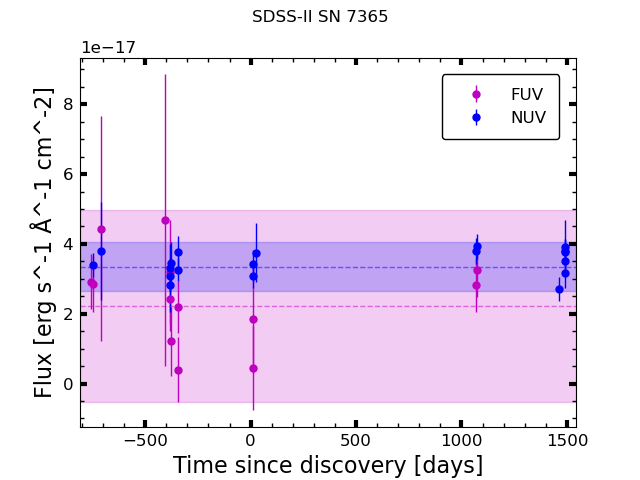 SDSS-II SN 7365
1e−17
FUV
NUV
Flux [erg s^-1 Å^-1 cm^-2]
8
6
4
2
0
−500
0
500
1000
1500
Time since discovery [days]